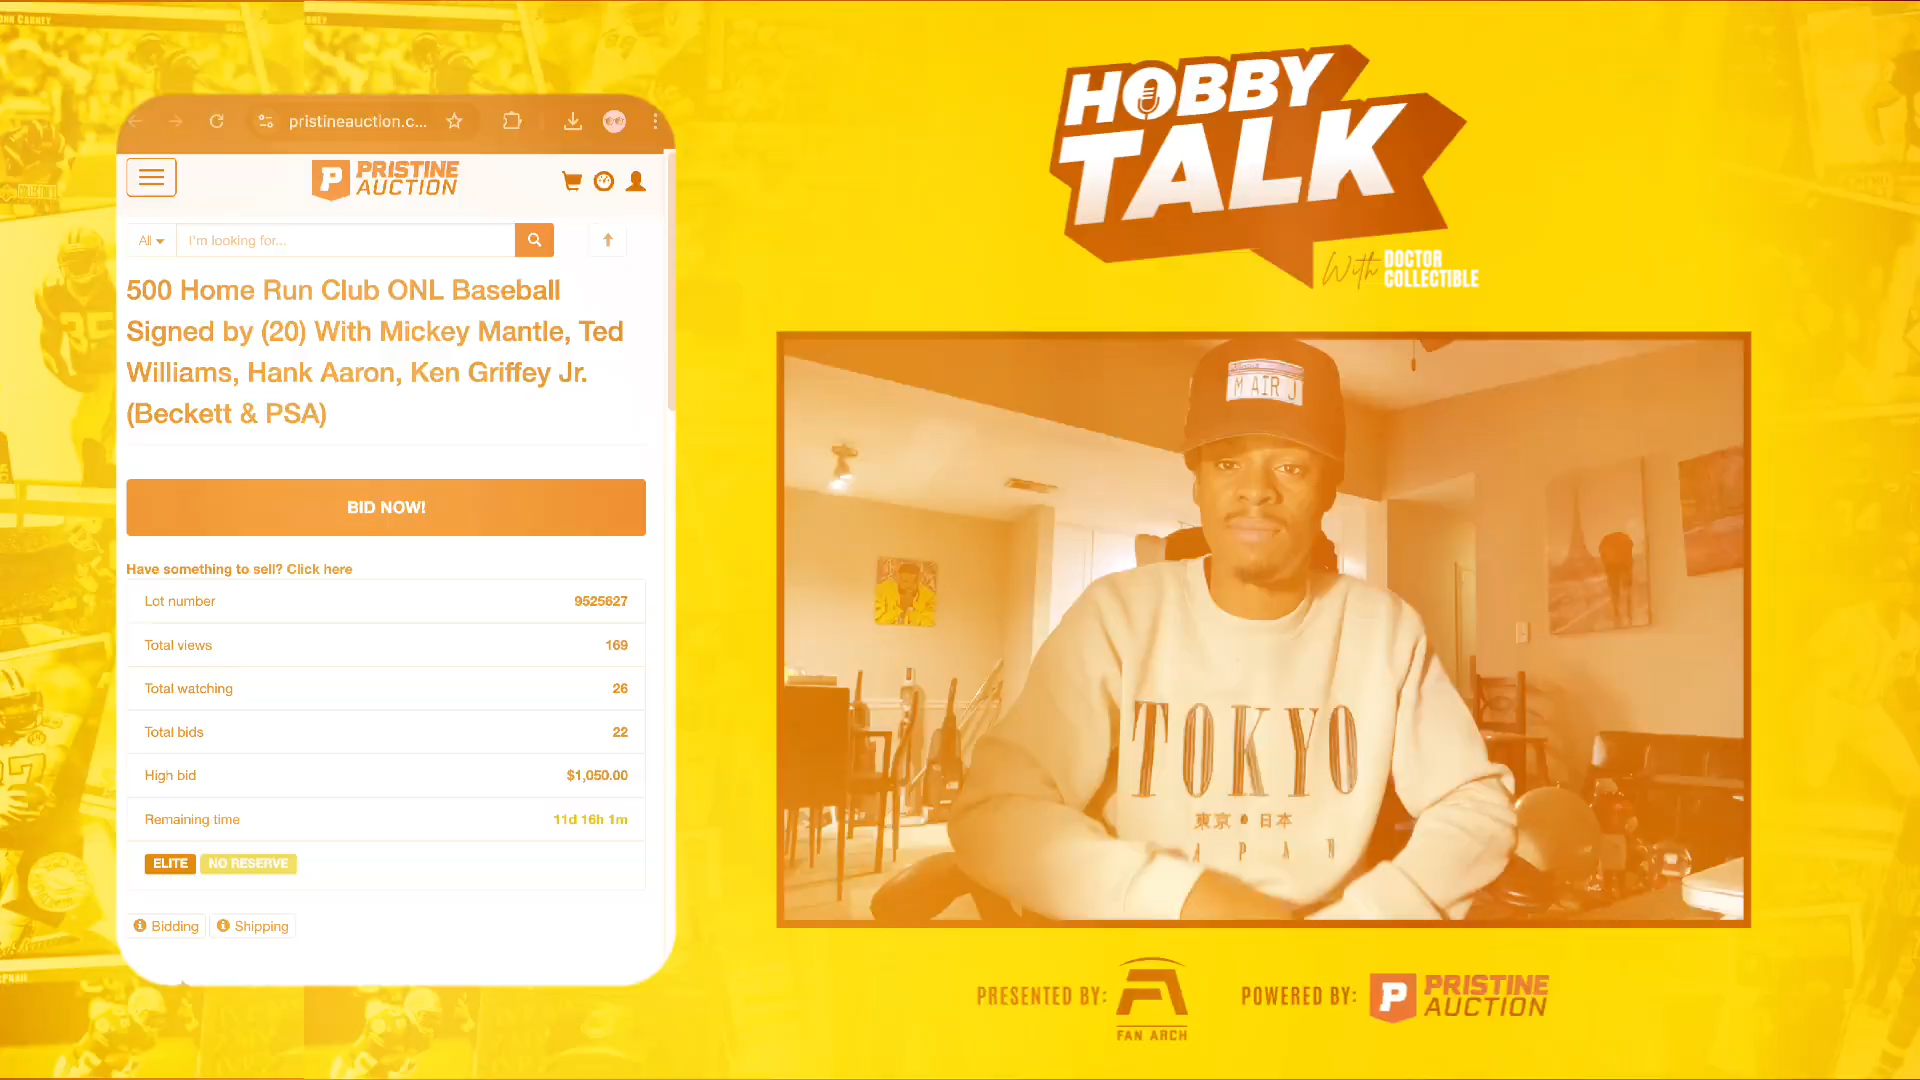 pristineauction.c...
PRISTINE
AUCTION
All
I'm looking for...
500 Home Run Club ONL Baseball
Signed by (20) With Mickey Mantle, Ted
Williams, Hank Aaron, Ken Griffey Jr.
(Beckett & PSA)
BID NOW!
Have something to sell? Click here
Lot number 9525627
Total views 169
Total watching 26
Total bids 22
High bid $1,050.00
Remaining time 11d 16h 1m
ELITE NO RESERVE
Bidding Shipping
HOBBY
TALK
With DOCTOR
COLLECTIBLE
M AIR J
TOKYO
東京 日本
A P A N
PRESENTED BY:
FAN ARCH
POWERED BY:
PRISTINE
AUCTION